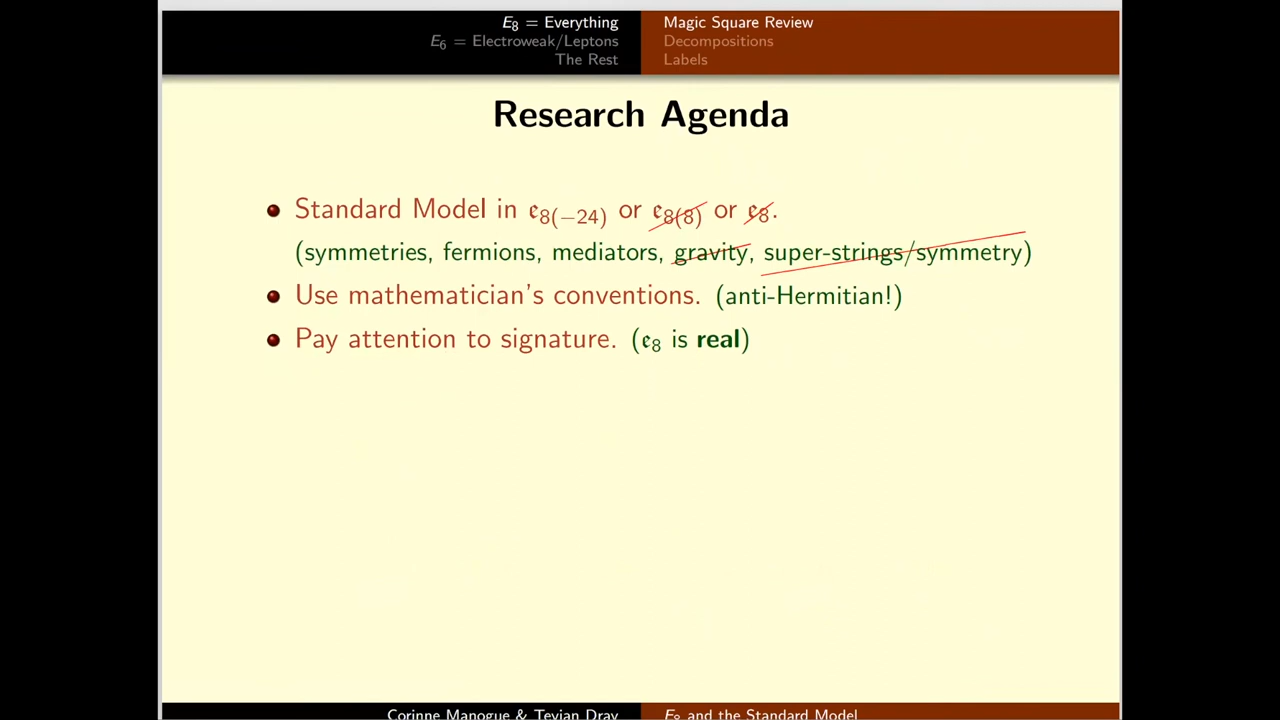 E₈ = Everything
E₆ = Electroweak/Leptons
The Rest
Magic Square Review
Decompositions
Labels
Research Agenda
Standard Model in 𝔢₈₍₋₂₄₎ or 𝔢₈₍₈₎ or 𝔢₈.
(symmetries, fermions, mediators, gravity, super-strings/symmetry)
Use mathematician's conventions. (anti-Hermitian!)
Pay attention to signature. (𝔢₈ is real)
Corinne Manogue & Tevian Dray
E₈ and the Standard Model